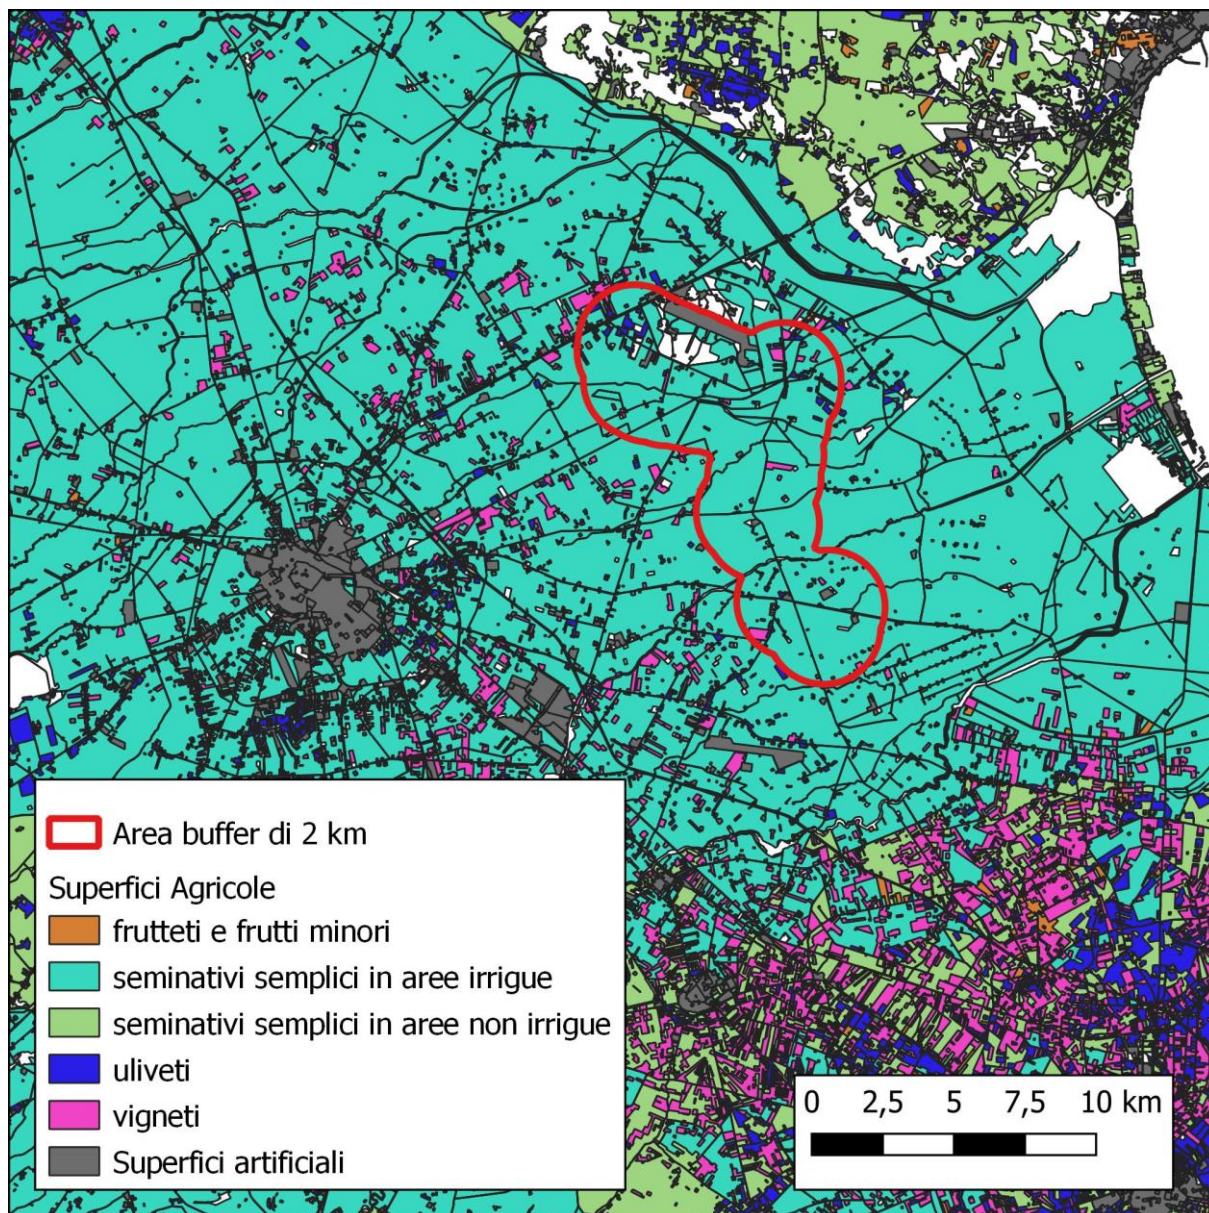 Area buffer di 2 km
Superfici Agricole
frutteti e frutti minori
seminativi semplici in aree irrigue
seminativi semplici in aree non irrigue
uliveti
vigneti
Superfici artificiali
0 2,5 5 7,5 10 km